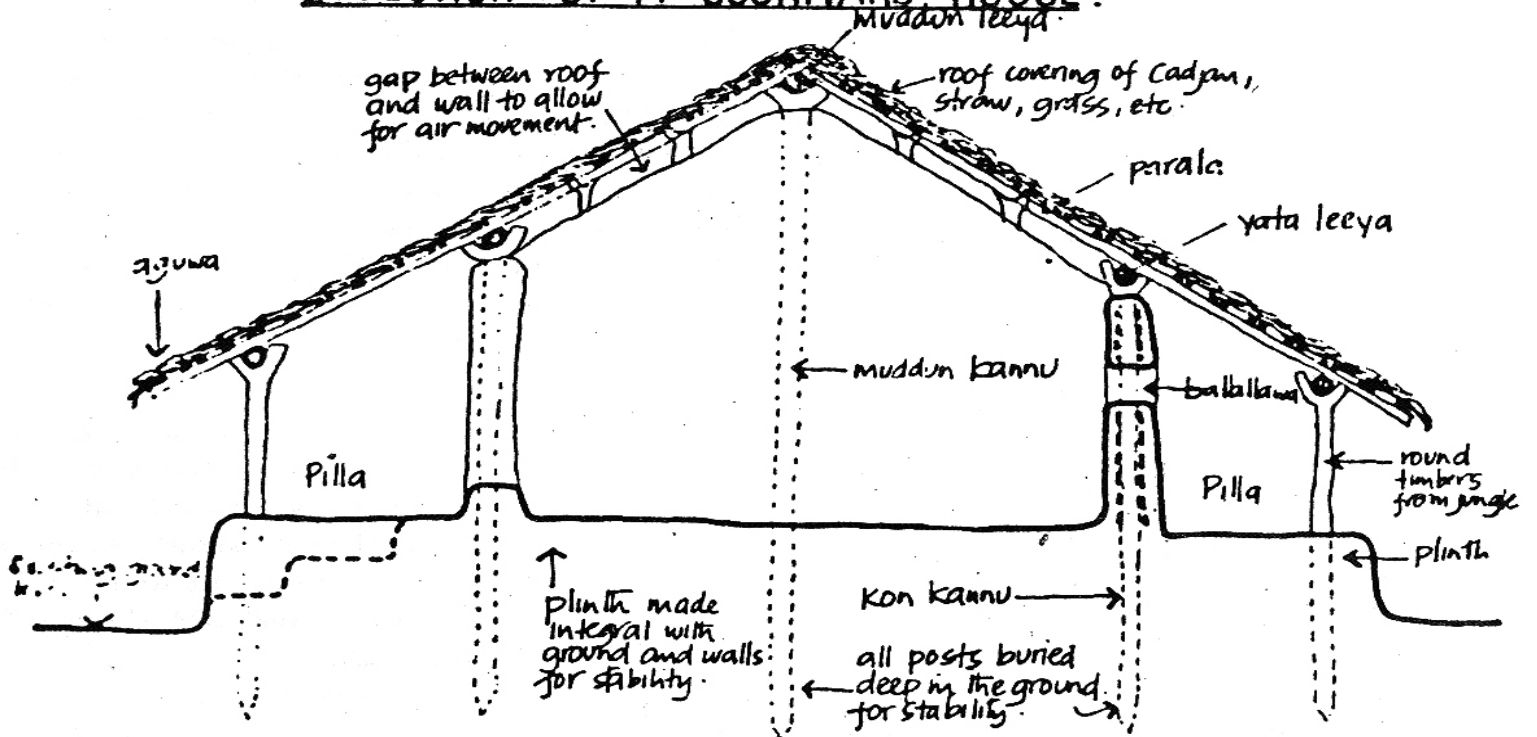 OF A
HOUSE.
Muddun leeya.
gap between roof
and wall to allow
for air movement.
roof covering of Cadjan,
straw, grass, etc.
parala
yata leeya
muddun kannu
Pilla
Pilla
round
timbers
from jungle
plinth
plinth made
integral with
ground and walls
for stability.
kon kannu
all posts buried
deep in the ground
for stability.